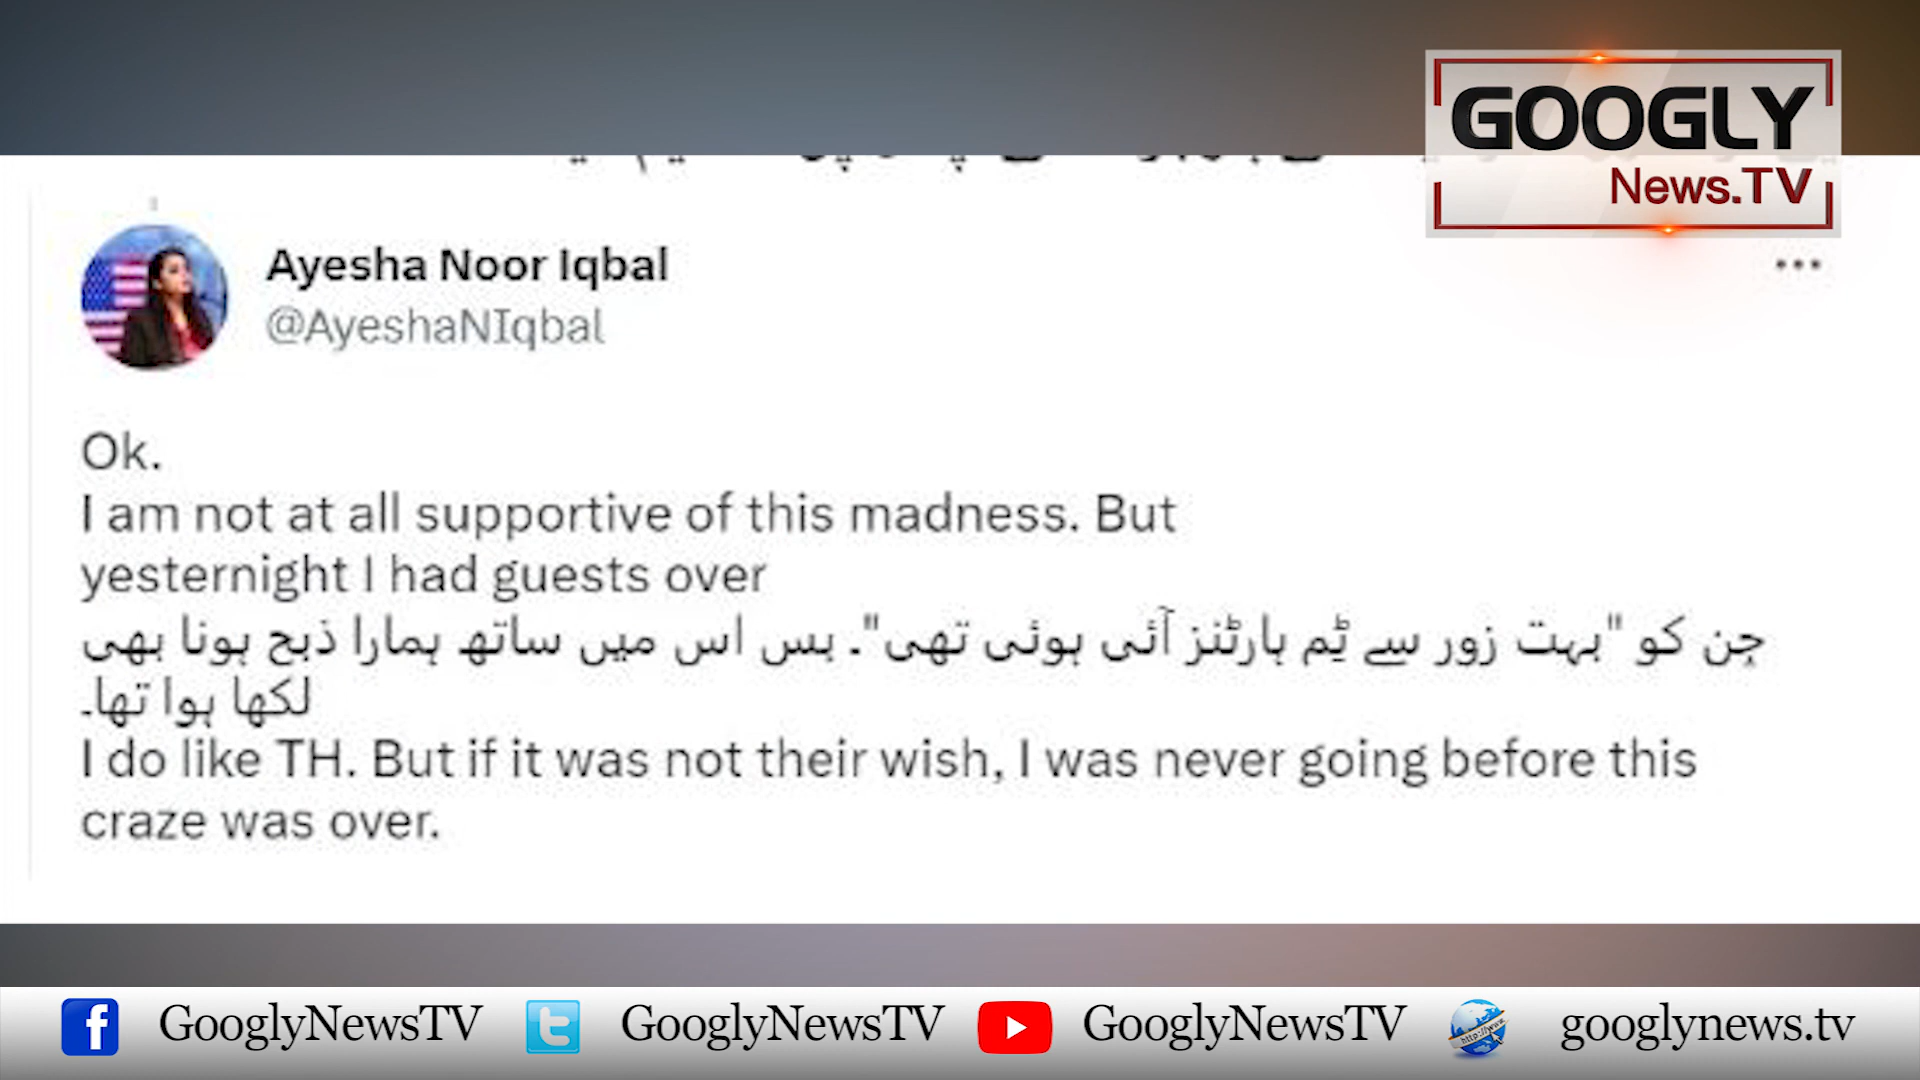 GOOGLY
News.TV
Ayesha Noor Iqbal
@AyeshaNIqbal
Ok.
I am not at all supportive of this madness. But
yesternight I had guests over
جن کو "بہت زور سے ٹم ہارٹنز آئی ہوئی تھی"۔ بس اس میں ساتھ ہمارا ذبح ہونا بھی
لکھا ہوا تھا۔
I do like TH. But if it was not their wish, I was never going before this
craze was over.
GooglyNewsTV
GooglyNewsTV
GooglyNewsTV
googlynews.tv